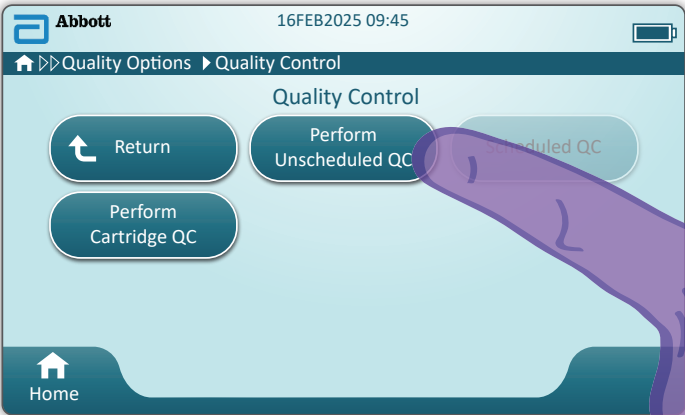 Abbott
16FEB2025 09:45
Quality Options Quality Control
Quality Control
Return
Perform
Unscheduled QC
Scheduled QC
Perform
Cartridge QC
Home